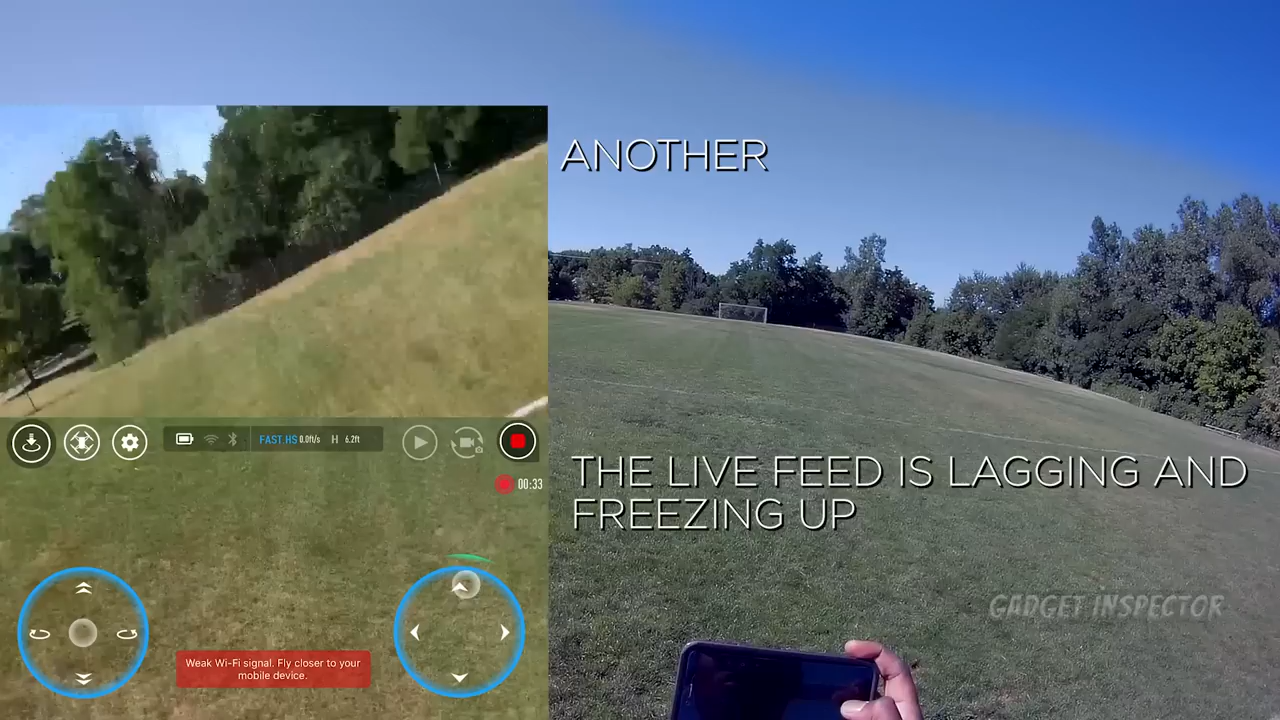 ANOTHER
FAST HS 0.0ft/s H 6.2ft
00:33
THE LIVE FEED IS LAGGING AND
FREEZING UP
GADGET INSPECTOR
Weak Wi-Fi signal. Fly closer to your
mobile device.